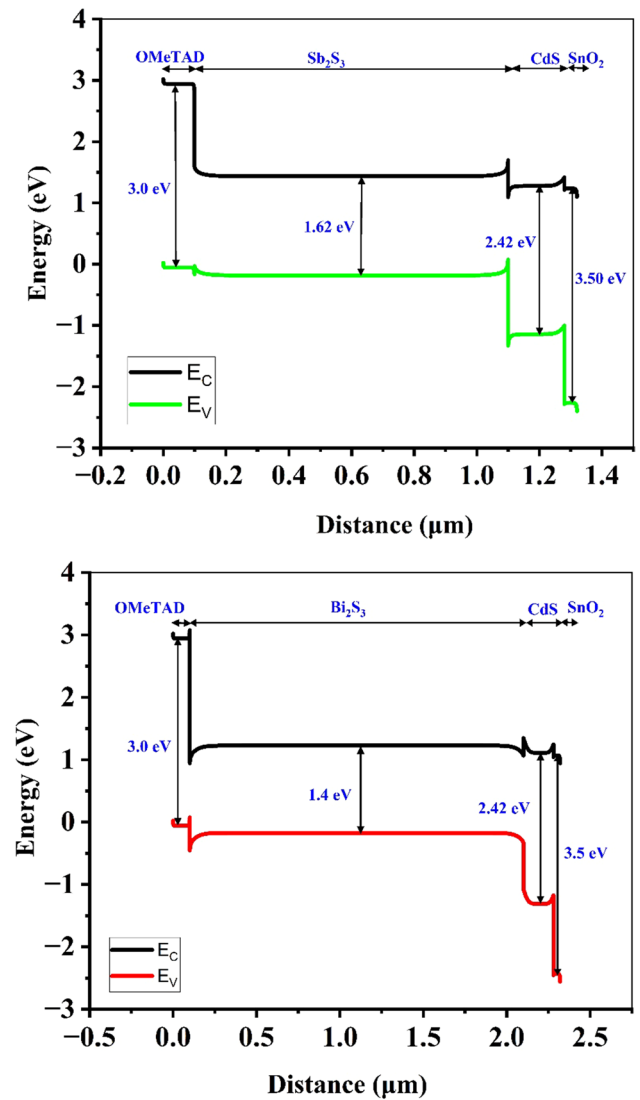 4
OMeTAD Sb₂S₃ CdS SnO₂
3
2
3.0 eV
1.62 eV
2.42 eV
1
0
3.50 eV
−1
−2
−3
Energy (eV)
E_C
E_V
−0.2 0.0 0.2 0.4 0.6 0.8 1.0 1.2 1.4
Distance (µm)
4
OMeTAD Bi₂S₃ CdS SnO₂
3
2
3.0 eV
1.4 eV
2.42 eV
1
0
3.5 eV
−1
−2
−3
Energy (eV)
E_C
E_V
−0.5 0.0 0.5 1.0 1.5 2.0 2.5
Distance (µm)